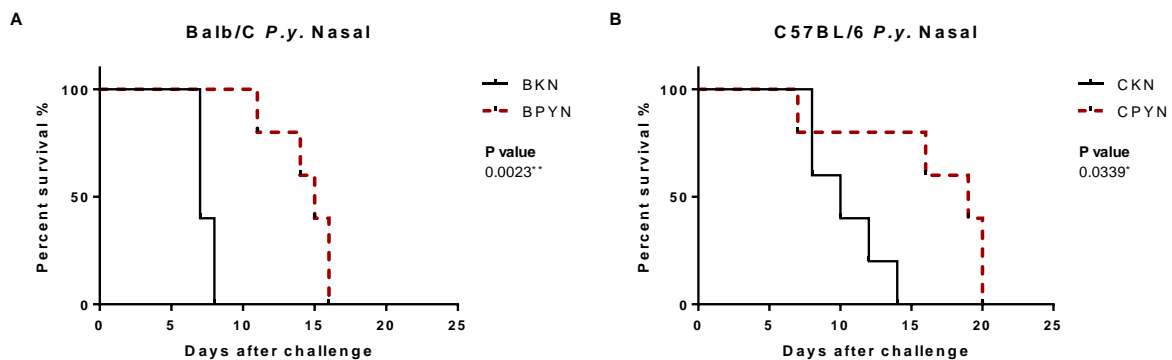 A
Balb/C P.y. Nasal
Percent survival %
100
50
0
0 5 10 15 20 25
Days after challenge
BKN
BPYN
P value
0.0023**
B
C57BL/6 P.y. Nasal
Percent survival %
100
50
0
0 5 10 15 20 25
Days after challenge
CKN
CPYN
P value
0.0339*